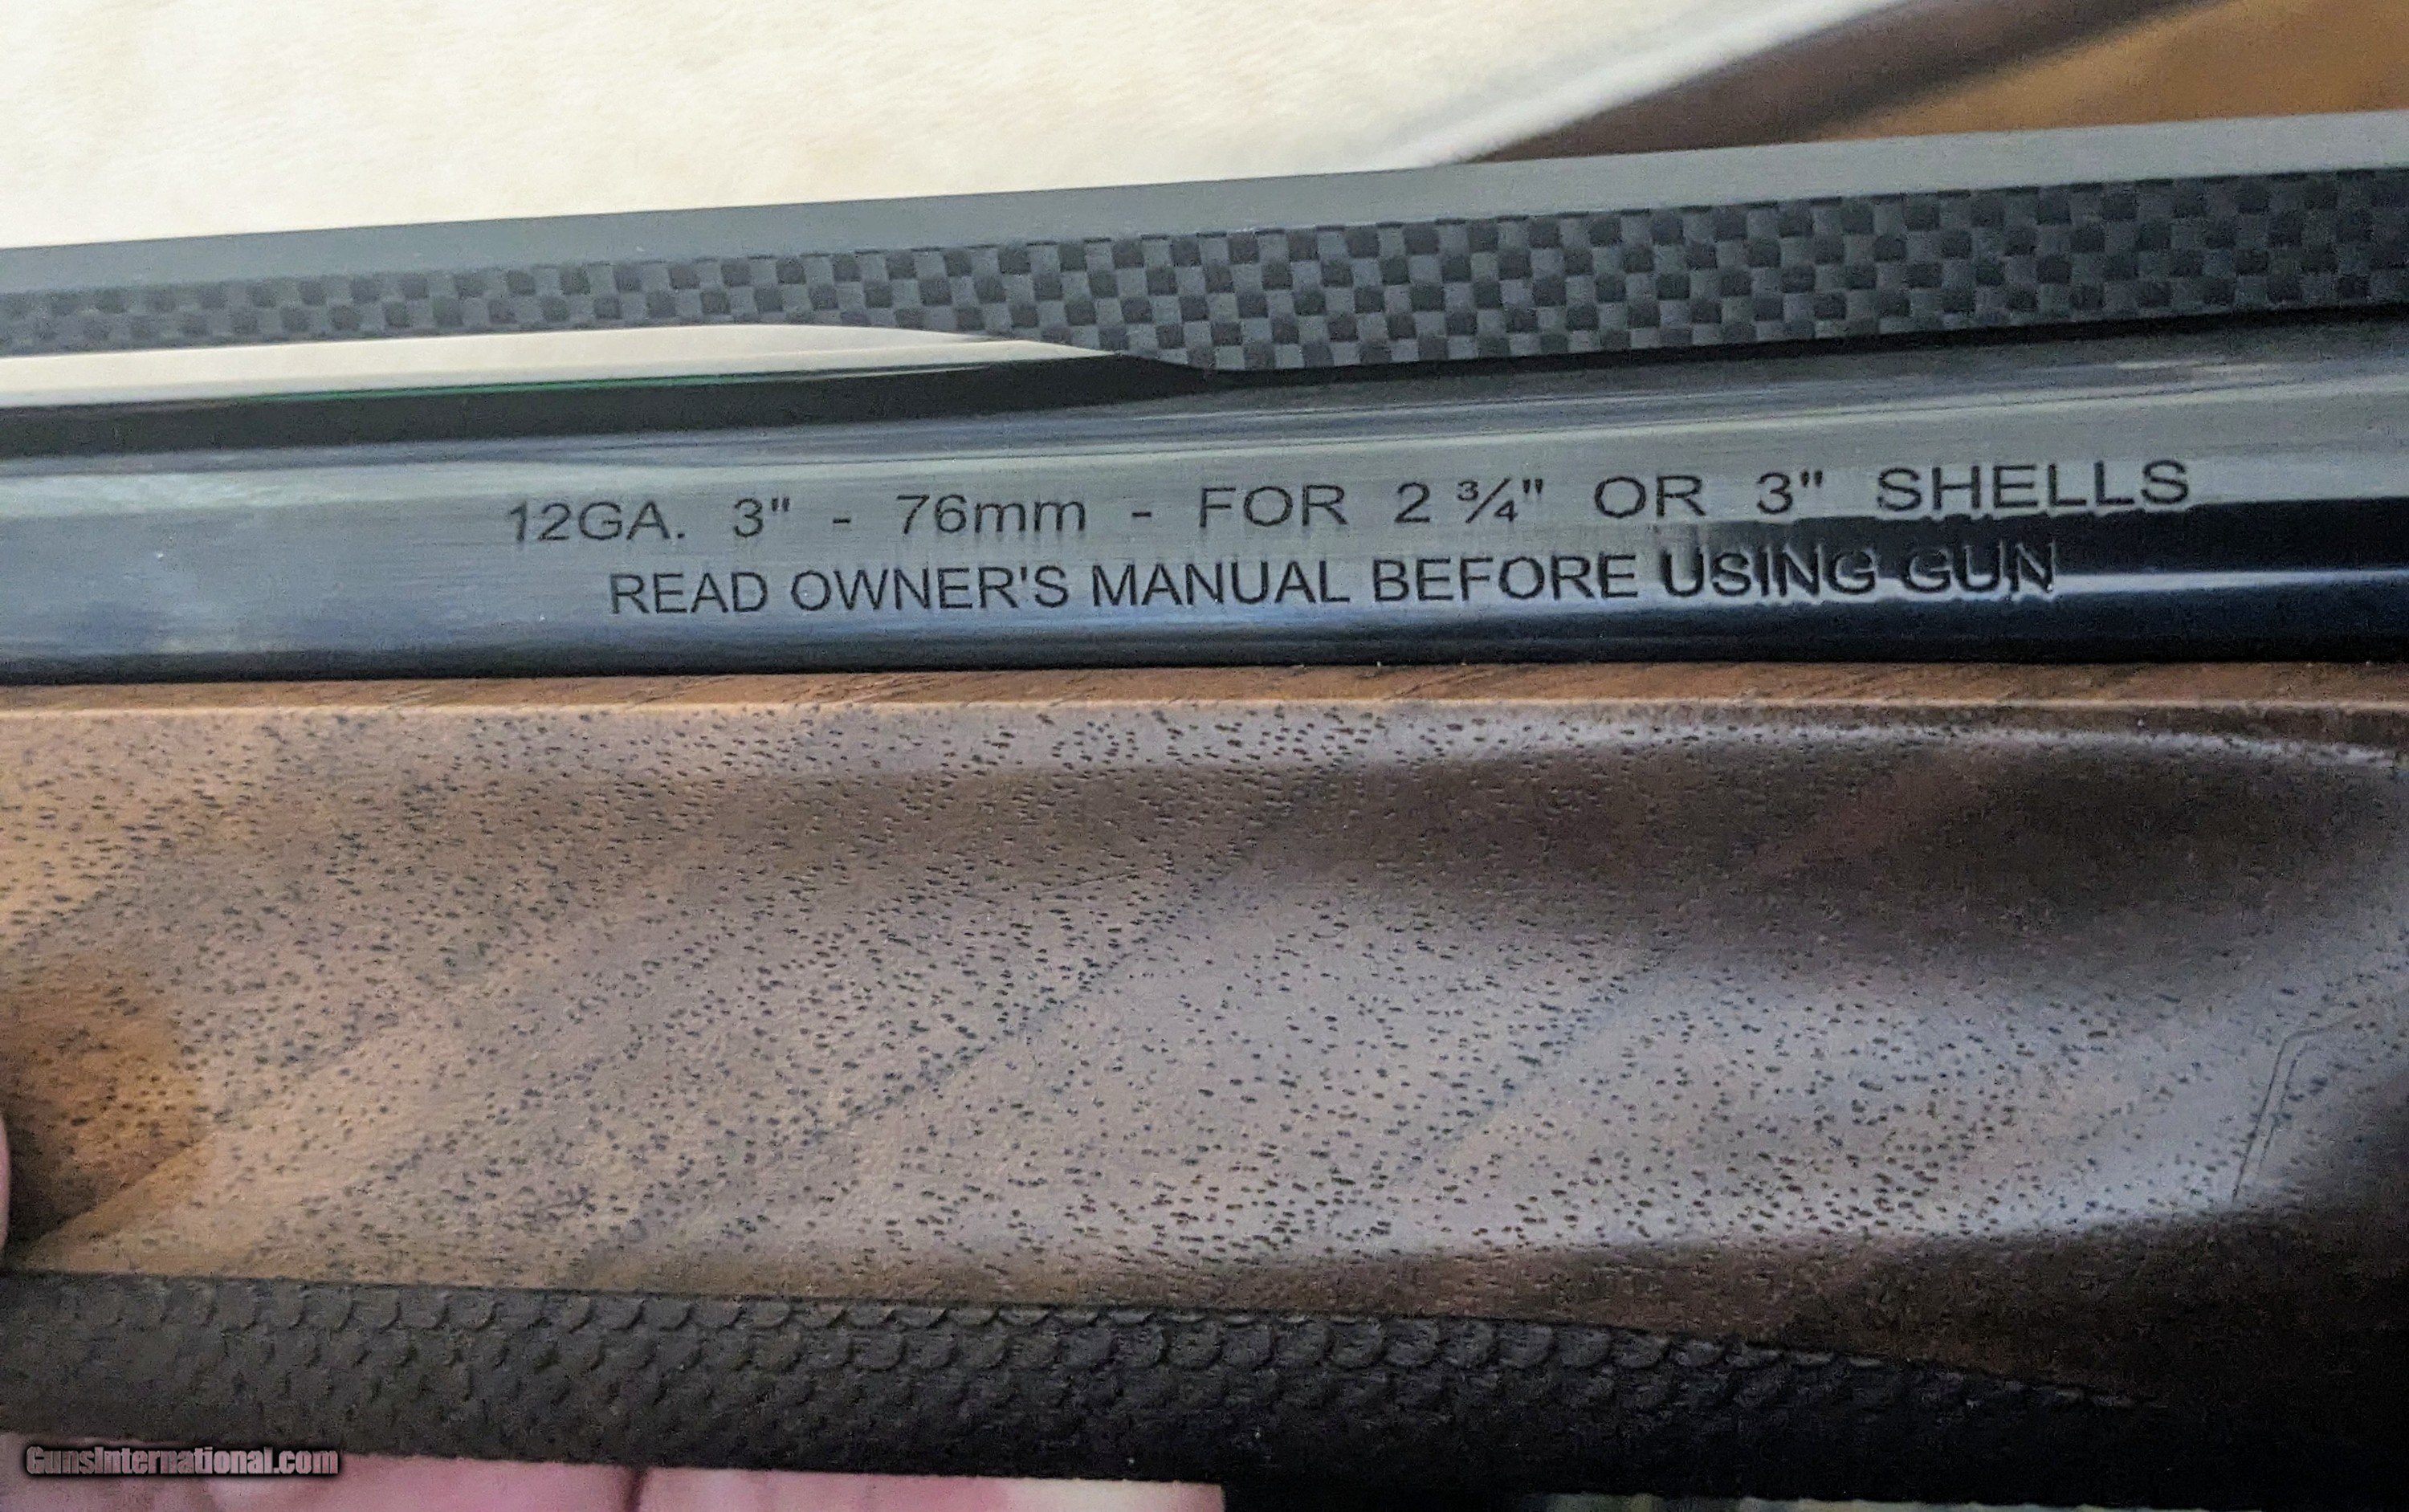 12GA. 3" - 76mm - FOR 2 ¾" OR 3" SHELLS
READ OWNER'S MANUAL BEFORE USING GUN
GunsInternational.com